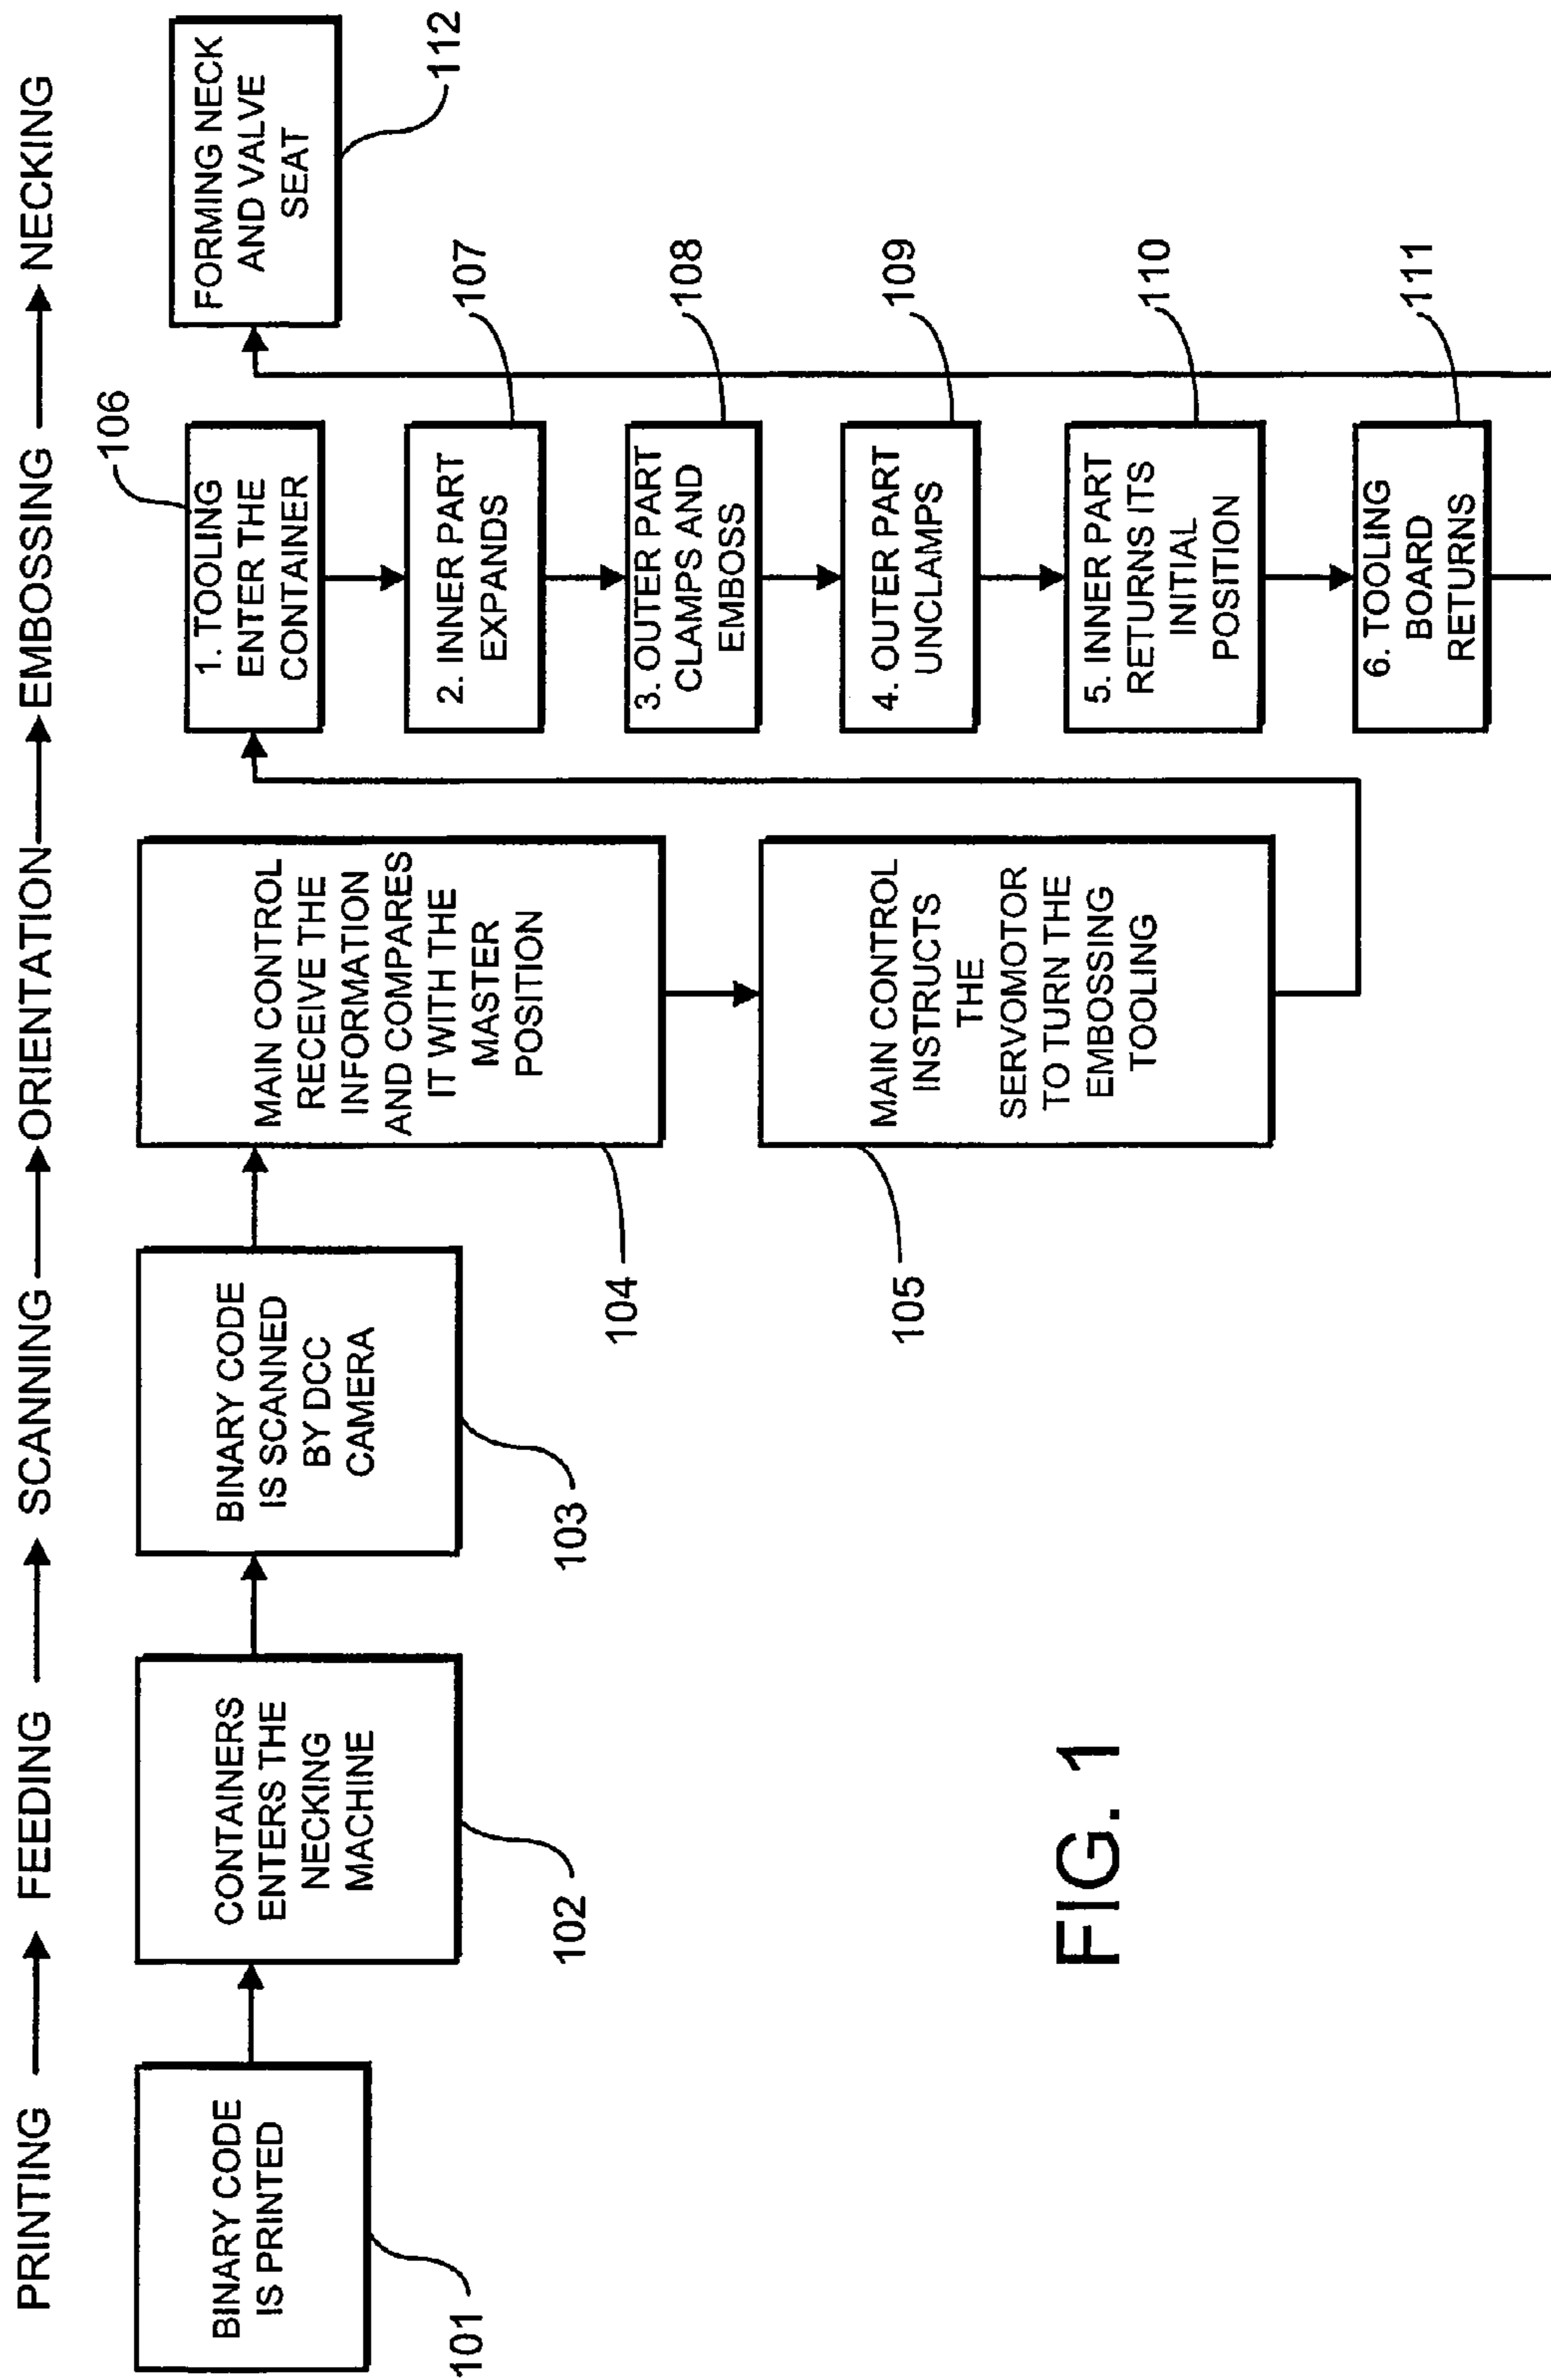 PRINTING FEEDING SCANNING ORIENTATION EMBOSSING NECKING
BINARY CODE
IS PRINTED
101
CONTAINERS
ENTERS THE
NECKING
MACHINE
102
BINARY CODE
IS SCANNED
BY DCC
CAMERA
103
MAIN CONTROL
RECEIVE THE
INFORMATION
AND COMPARES
IT WITH THE
MASTER
POSITION
104
MAIN CONTROL
INSTRUCTS
THE
SERVOMOTOR
TO TURN THE
EMBOSSING
TOOLING
105
106
1. TOOLING
ENTER THE
CONTAINER
2. INNER PART
EXPANDS
107
3. OUTER PART
CLAMPS AND
EMBOSS
108
4. OUTER PART
UNCLAMPS
109
5. INNER PART
RETURNS ITS
INITIAL
POSITION
110
6. TOOLING
BOARD
RETURNS
111
FORMING NECK
AND VALVE
SEAT
112
FIG. 1